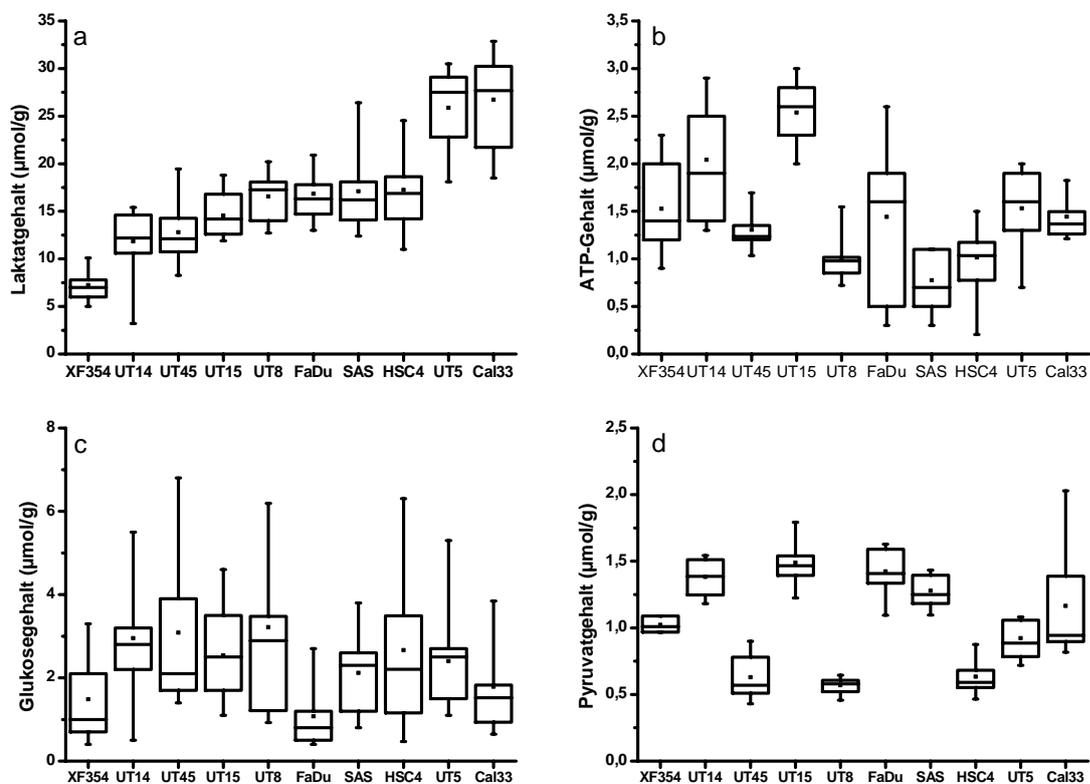 a
Laktatgehalt (µmol/g)
35
30
25
20
15
10
5
0
XF354 UT14 UT45 UT15 UT8 FaDu SAS HSC4 UT5 Cal33
b
ATP-Gehalt (µmol/g)
3,5
3,0
2,5
2,0
1,5
1,0
0,5
0,0
XF354 UT14 UT45 UT15 UT8 FaDu SAS HSC4 UT5 Cal33
c
Glukosegehalt (µmol/g)
8
6
4
2
0
XF354 UT14 UT45 UT15 UT8 FaDu SAS HSC4 UT5 Cal33
d
Pyruvatgehalt (µmol/g)
2,5
2,0
1,5
1,0
0,5
0,0
XF354 UT14 UT45 UT15 UT8 FaDu SAS HSC4 UT5 Cal33